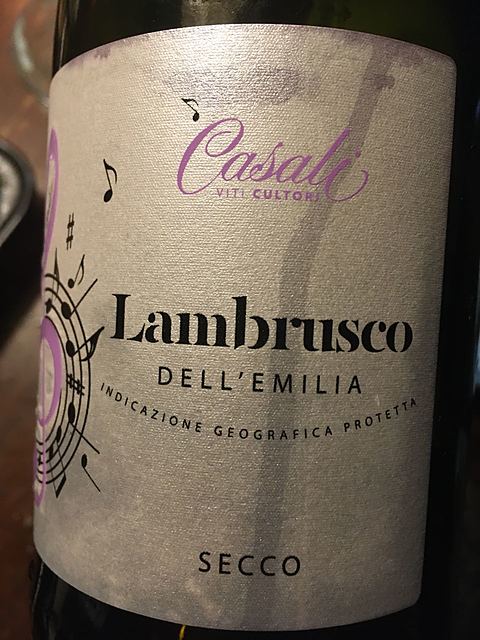 Casali
VITI CULTORI
Lambrusco
DELL'EMILIA
INDICAZIONE GEOGRAFICA PROTETTA
SECCO